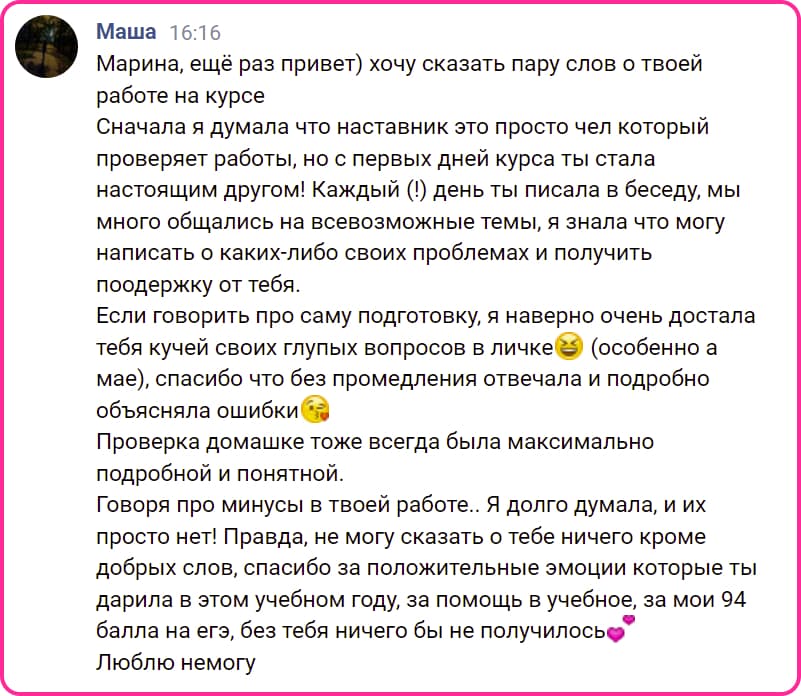 Маша 16:16
Марина, ещё раз привет) хочу сказать пару слов о твоей
работе на курсе
Сначала я думала что наставник это просто чел который
проверяет работы, но с первых дней курса ты стала
настоящим другом! Каждый (!) день ты писала в беседу, мы
много общались на всевозможные темы, я знала что могу
написать о каких-либо своих проблемах и получить
поодержку от тебя.
Если говорить про саму подготовку, я наверно очень достала
тебя кучей своих глупых вопросов в личке😆 (особенно а
мае), спасибо что без промедления отвечала и подробно
объясняла ошибки😘
Проверка домашке тоже всегда была максимально
подробной и понятной.
Говоря про минусы в твоей работе.. Я долго думала, и их
просто нет! Правда, не могу сказать о тебе ничего кроме
добрых слов, спасибо за положительные эмоции которые ты
дарила в этом учебном году, за помощь в учебное, за мои 94
балла на егэ, без тебя ничего бы не получилось💕
Люблю немогу